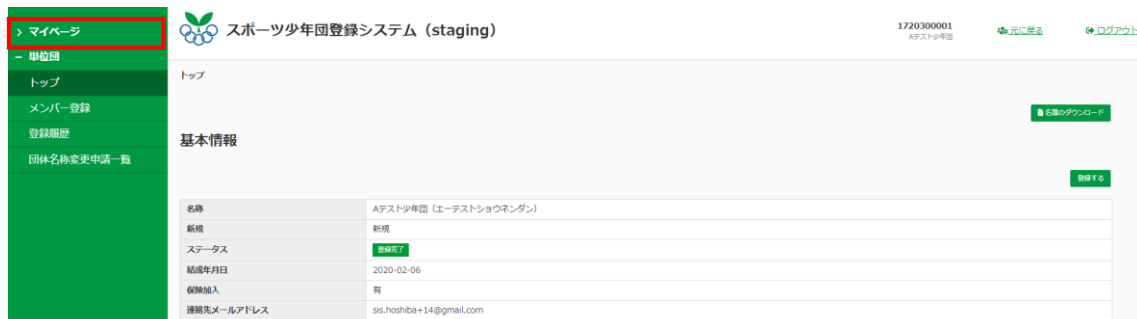 > マイページ
− 単位団
トップ
メンバー登録
登録履歴
団体名称変更申請一覧
スポーツ少年団登録システム（staging）
1720300001
Aテスト少年団
元に戻る
ログアウト
トップ
名簿のダウンロード
基本情報
登録する
名称 Aテスト少年団（エーテストショウネンダン）
新規 新規
ステータス 登録完了
結成年月日 2020-02-06
保険加入 有
連絡先メールアドレス sis.hoshiba+14@gmail.com